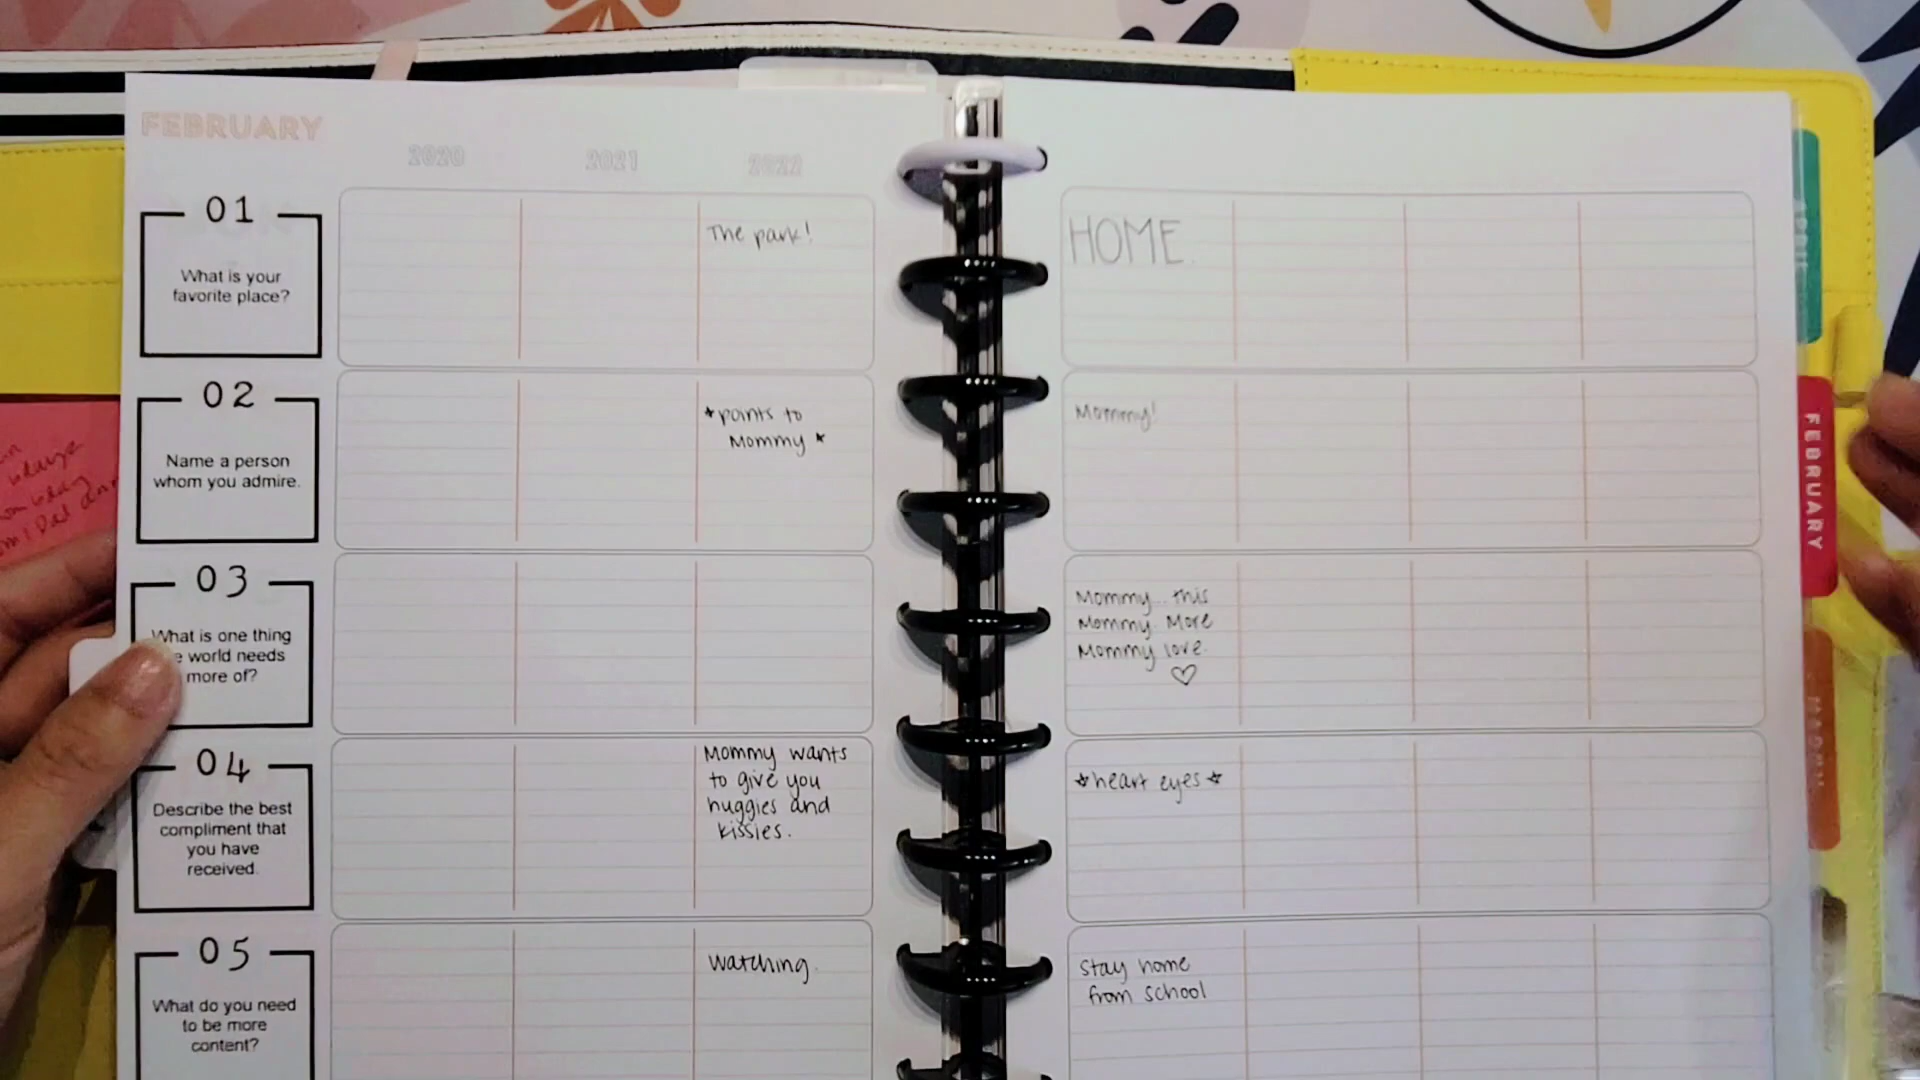 FEBRUARY
2020 2021 2022
01
What is your
favorite place?
The park!
HOME.
02
Name a person
whom you admire.
*points to
Mommy *
Mommy!
03
What is one thing
world needs
more of?
Mommy... this
Mommy. More
Mommy love.
♡
04
Describe the best
compliment that
you have
received.
Mommy wants
to give you
huggies and
kissies.
*heart eyes*
05
What do you need
to be more
content?
watching.
stay home
from school
FEBRUARY
MARCH